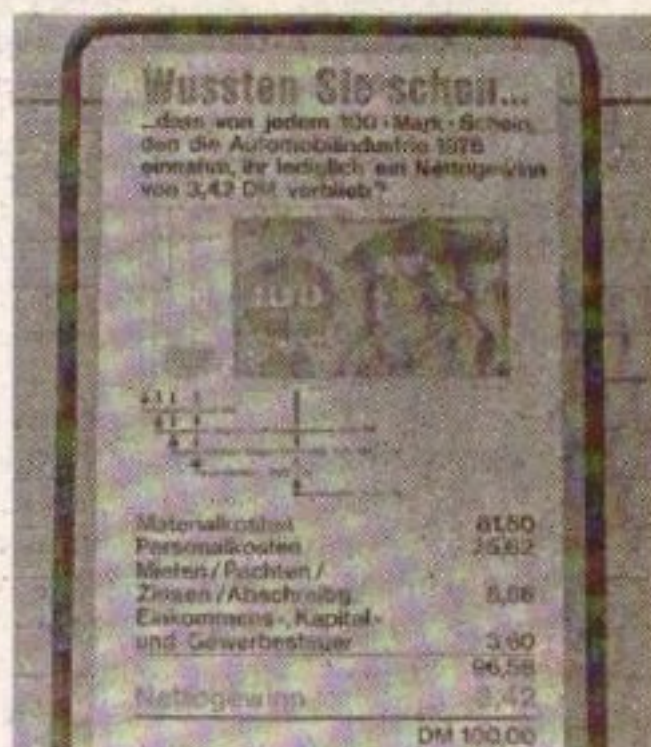 Wussten Sie schon...
...dass von jedem 100-Mark-Schein,
den die Automobilindustrie 1976
einnahm, ihr lediglich ein Nettogewinn
von 3,42 DM verblieb?
100
Materialkosten 61,50
Personalkosten 25,62
Mieten/Pachten/
Zinsen/Abschreibg. 5,86
Einkommens-, Kapital-
und Gewerbesteuer 3,60
96,58
Nettogewinn 3,42
DM 100,00